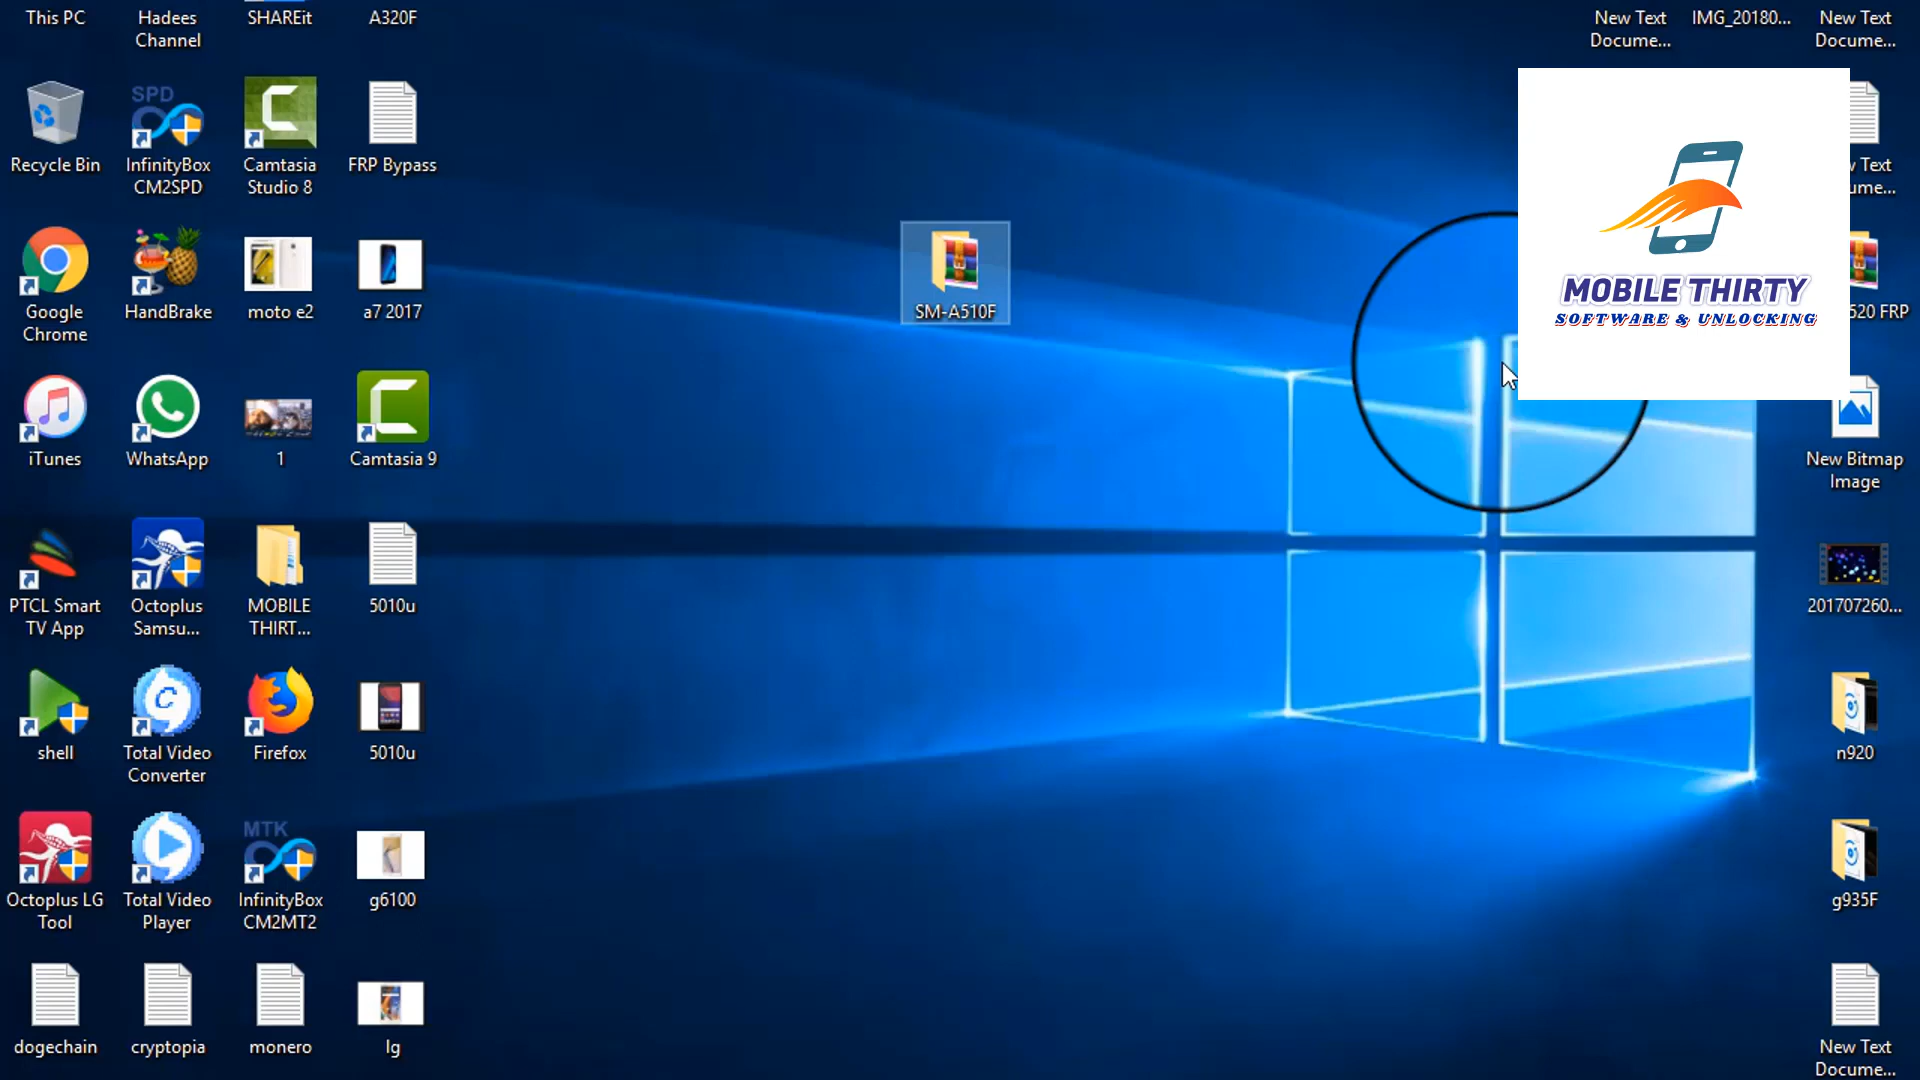 This PC
Hadees
Channel
SHAREit
A320F
New Text
Docume...
IMG_20180...
New Text
Docume...
Recycle Bin
SPD
InfinityBox
CM2SPD
Camtasia
Studio 8
FRP Bypass
Google
Chrome
HandBrake
moto e2
a7 2017
SM-A510F
MOBILE THIRTY
SOFTWARE & UNLOCKING
520 FRP
iTunes
WhatsApp
1
Camtasia 9
New Bitmap
Image
PTCL Smart
TV App
Octoplus
Samsu...
MOBILE
THIRT...
5010u
201707260...
shell
Total Video
Converter
Firefox
5010u
n920
Octoplus LG
Tool
Total Video
Player
MTK
InfinityBox
CM2MT2
g6100
g935F
dogechain
cryptopia
monero
lg
New Text
Docume...